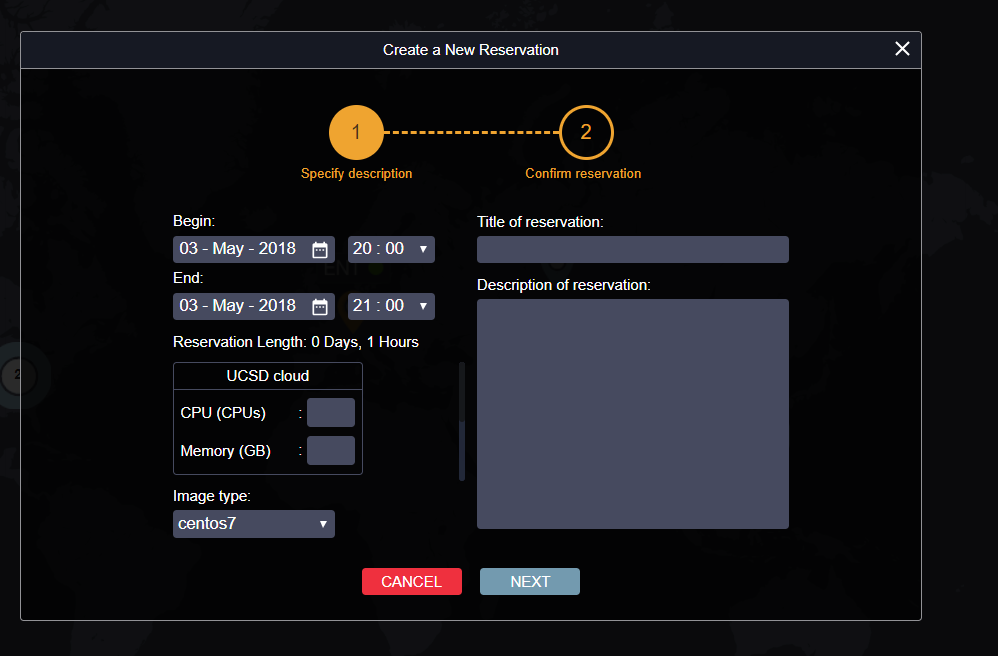 Create a New Reservation
1
2
Specify description
Confirm reservation
Begin:
03 - May - 2018
20 : 00
End:
03 - May - 2018
21 : 00
Reservation Length: 0 Days, 1 Hours
UCSD cloud
CPU (CPUs) :
Memory (GB) :
Image type:
centos7
Title of reservation:
Description of reservation:
CANCEL
NEXT
2